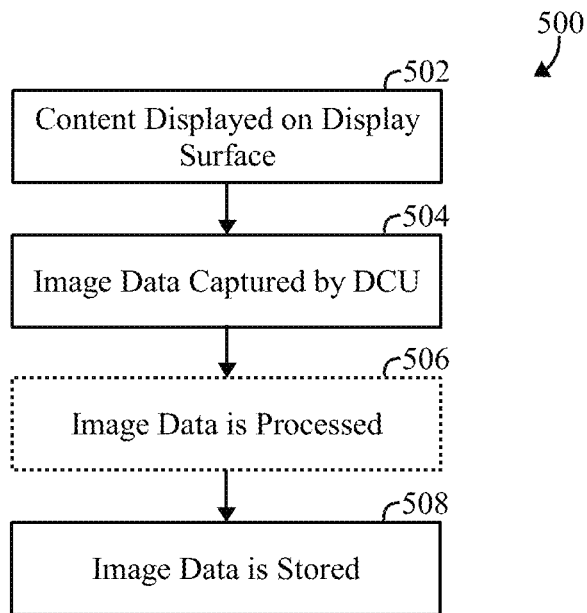 500
502
Content Displayed on Display
Surface
504
Image Data Captured by DCU
506
Image Data is Processed
508
Image Data is Stored